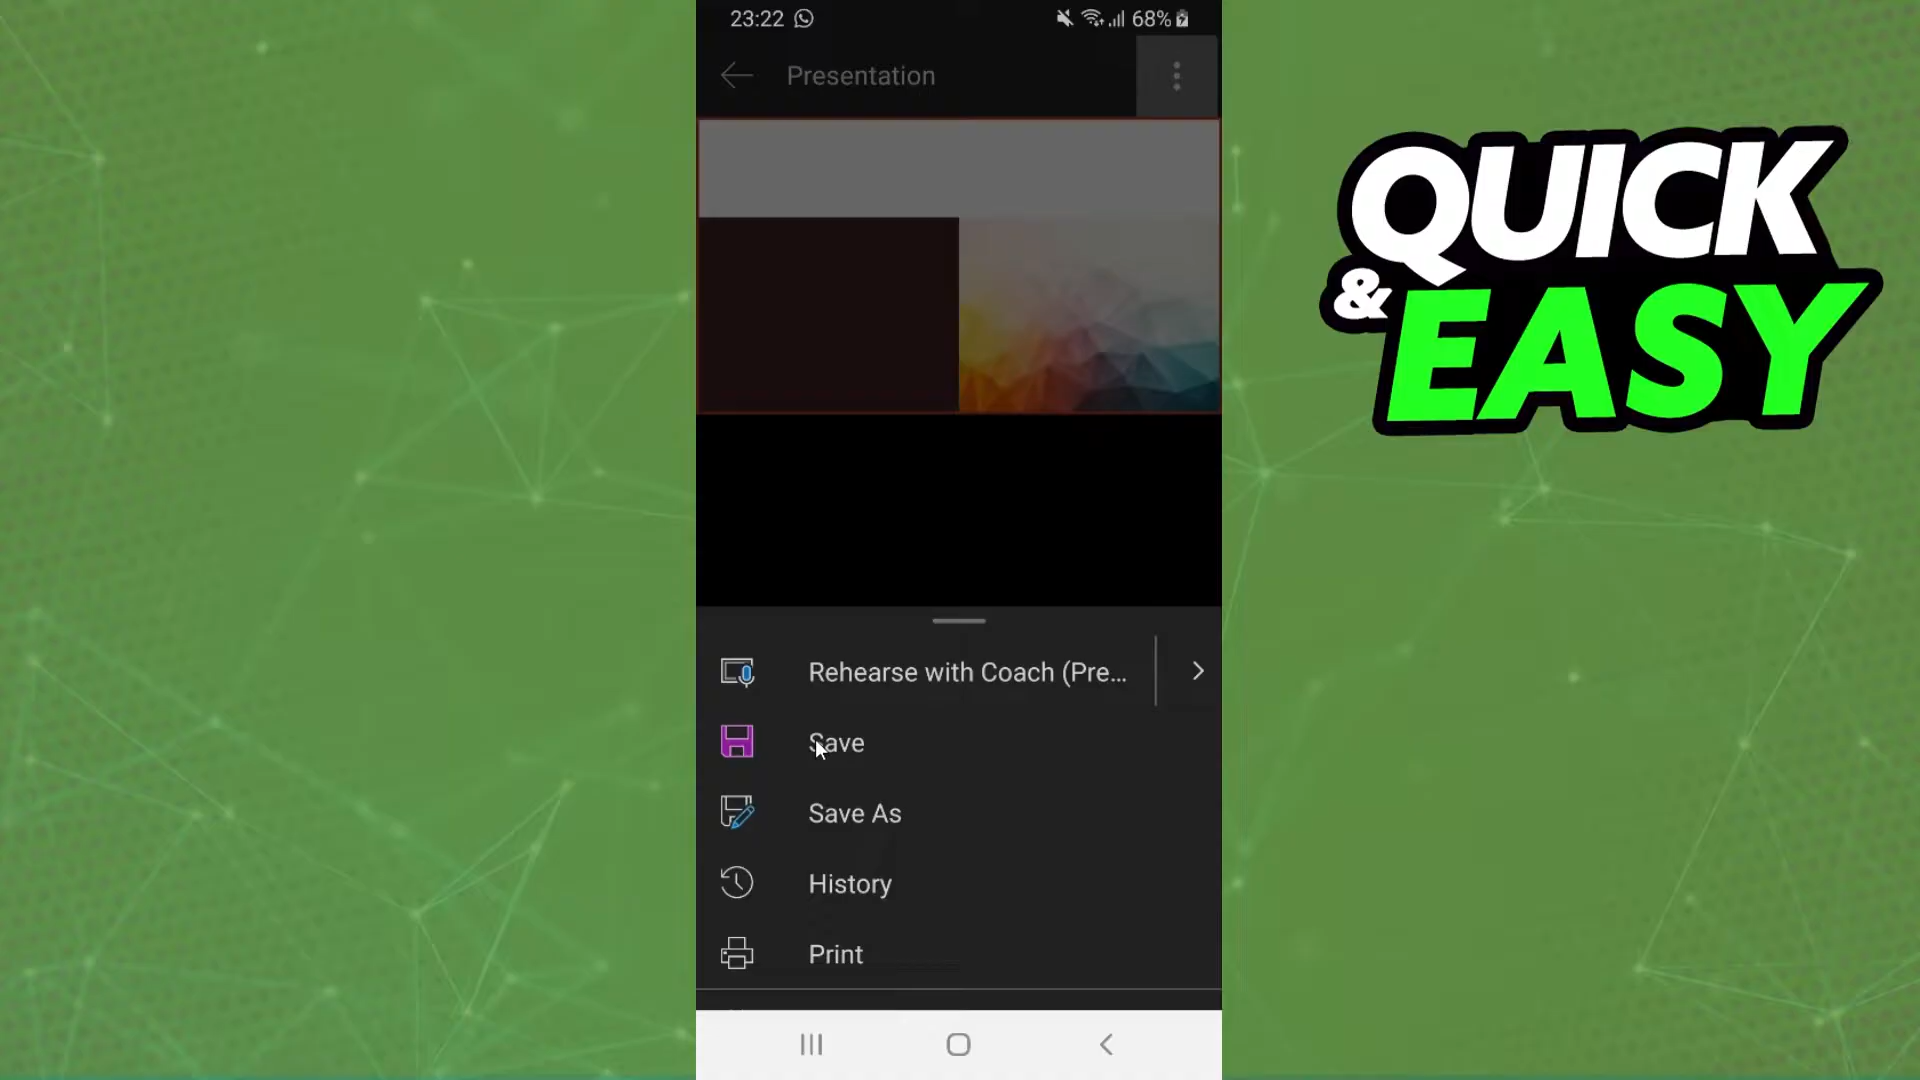 23:22
68%
Presentation
Rehearse with Coach (Pre...
Save
Save As
History
Print
QUICK
& EASY